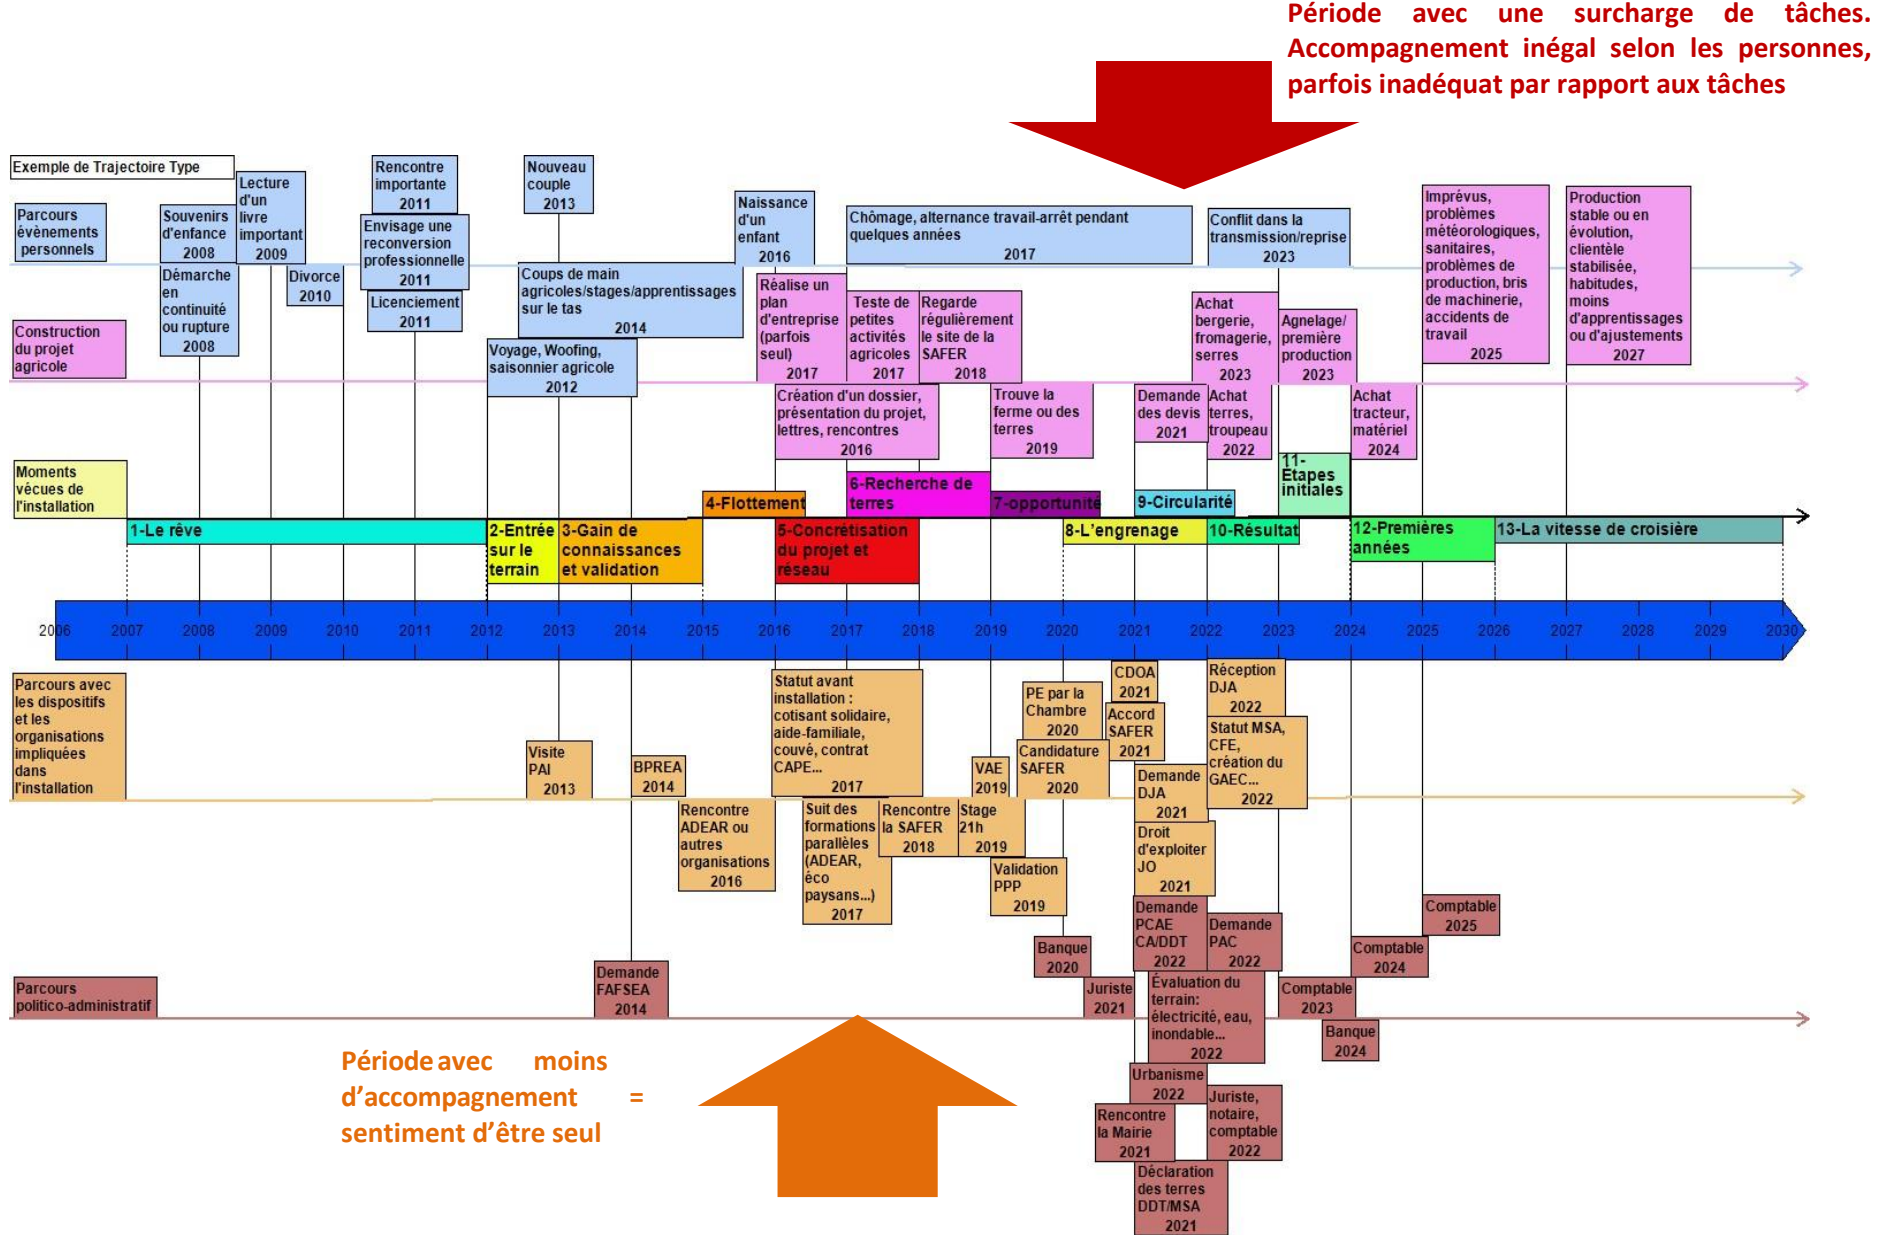 Période avec une surcharge de tâches.
Accompagnement inégal selon les personnes,
parfois inadéquat par rapport aux tâches
Exemple de Trajectoire Type
Parcours
évènements
personnels
Souvenirs
d'enfance
2008
Lecture
d'un
livre
important
2009
Démarche
en
continuité
ou rupture
2008
Divorce
2010
Rencontre
importante
2011
Envisage une
reconversion
professionnelle
2011
Licenciement
2011
Nouveau
couple
2013
Coups de main
agricoles/stages/apprentissages
sur le tas
2014
Voyage, Woofing,
saisonnier agricole
2012
Naissance
d'un
enfant
2016
Chômage, alternance travail-arrêt pendant
quelques années
2017
Conflit dans la
transmission/reprise
2023
Construction
du projet
agricole
Réalise un
plan
d'entreprise
(parfois
seul)
2017
Teste de
petites
activités
agricoles
2017
Regarde
régulièrement
le site de la
SAFER
2018
Création d'un dossier,
présentation du projet,
lettres, rencontres
2016
Trouve la
ferme ou des
terres
2019
Demande
des devis
2021
Achat
bergerie,
fromagerie,
serres
2023
Achat
terres,
troupeau
2022
Agnelage/
première
production
2023
Achat
tracteur,
matériel
2024
Imprévus,
problèmes
météorologiques,
sanitaires,
problèmes de
production, bris
de machinerie,
accidents de
travail
2025
Production
stable ou en
évolution,
clientèle
stabilisée,
habitudes,
moins
d'apprentissages
ou d'ajustements
2027
Moments
vécues de
l'installation
1-Le rêve
2-Entrée
sur le
terrain
3-Gain de
connaissances
et validation
4-Flottement
5-Concrétisation
du projet et
réseau
6-Recherche de
terres
7-opportunité
8-L'engrenage
9-Circularité
10-Résultat
11-
Etapes
initiales
12-Premières
années
13-La vitesse de croisière
2006 2007 2008 2009 2010 2011 2012 2013 2014 2015 2016 2017 2018 2019 2020 2021 2022 2023 2024 2025 2026 2027 2028 2029 2030
Parcours avec
les dispositifs
et les
organisations
impliquées
dans
l'installation
Visite
PAI
2013
BPREA
2014
Rencontre
ADEAR ou
autres
organisations
2016
Statut avant
installation :
cotisant solidaire,
aide-familiale,
couvé, contrat
CAPE...
2017
Suit des
formations
parallèles
(ADEAR,
éco
paysans...)
2017
Rencontre
la SAFER
2018
VAE
2019
Stage
21h
2019
Validation
PPP
2019
PE par la
Chambre
2020
Candidature
SAFER
2020
CDOA
2021
Accord
SAFER
2021
Demande
DJA
2021
Droit
d'exploiter
JO
2021
Réception
DJA
2022
Statut MSA,
CFE,
création du
GAEC...
2022
Parcours
politico-administratif
Demande
FAFSEA
2014
Banque
2020
Juriste
2021
Demande
PCAE
CA/DDT
2022
Demande
PAC
2022
Évaluation du
terrain:
électricité, eau,
inondable...
2022
Urbanisme
2022
Rencontre
la Mairie
2021
Juriste,
notaire,
comptable
2022
Déclaration
des terres
DDT/MSA
2021
Comptable
2023
Banque
2024
Comptable
2024
Comptable
2025
Période avec moins
d'accompagnement =
sentiment d'être seul